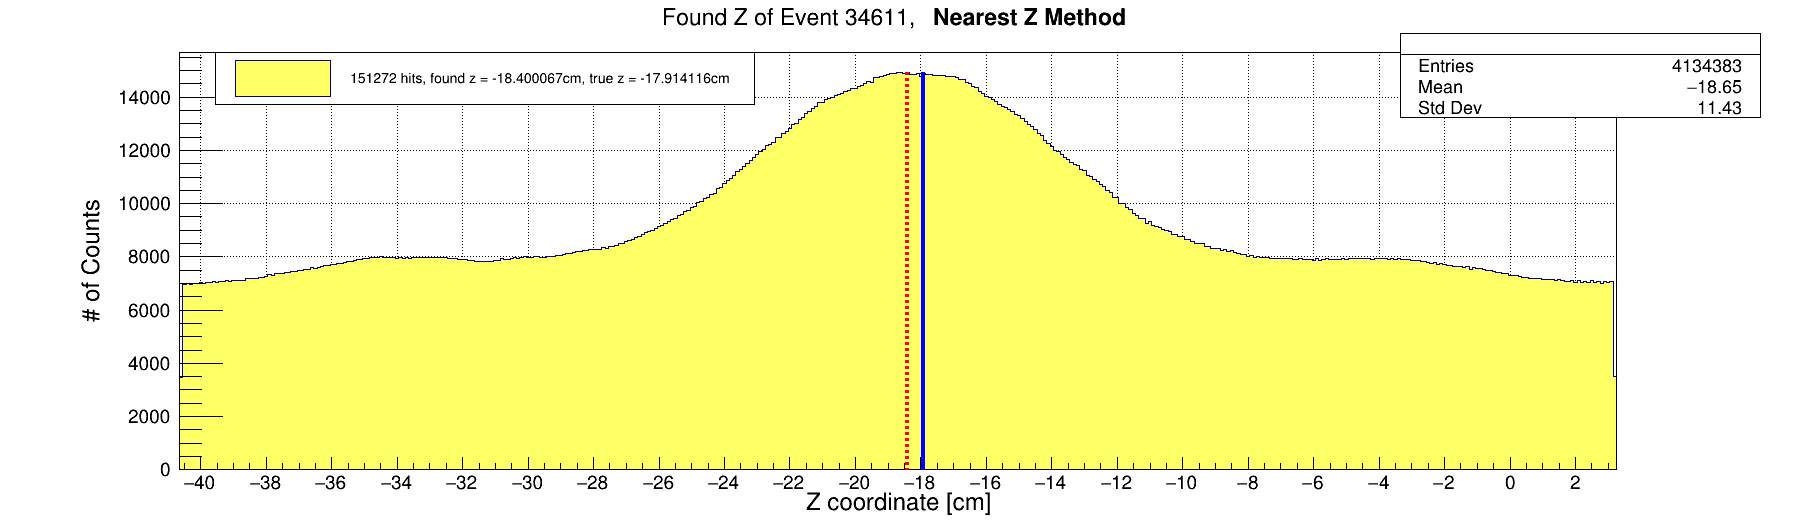 Found Z of Event 34611, Nearest Z Method
151272 hits, found z = -18.400067cm, true z = -17.914116cm
Entries 4134383
Mean −18.65
Std Dev 11.43
# of Counts
14000
12000
10000
8000
6000
4000
2000
0
−40 −38 −36 −34 −32 −30 −28 −26 −24 −22 −20 −18 −16 −14 −12 −10 −8 −6 −4 −2 0 2
Z coordinate [cm]